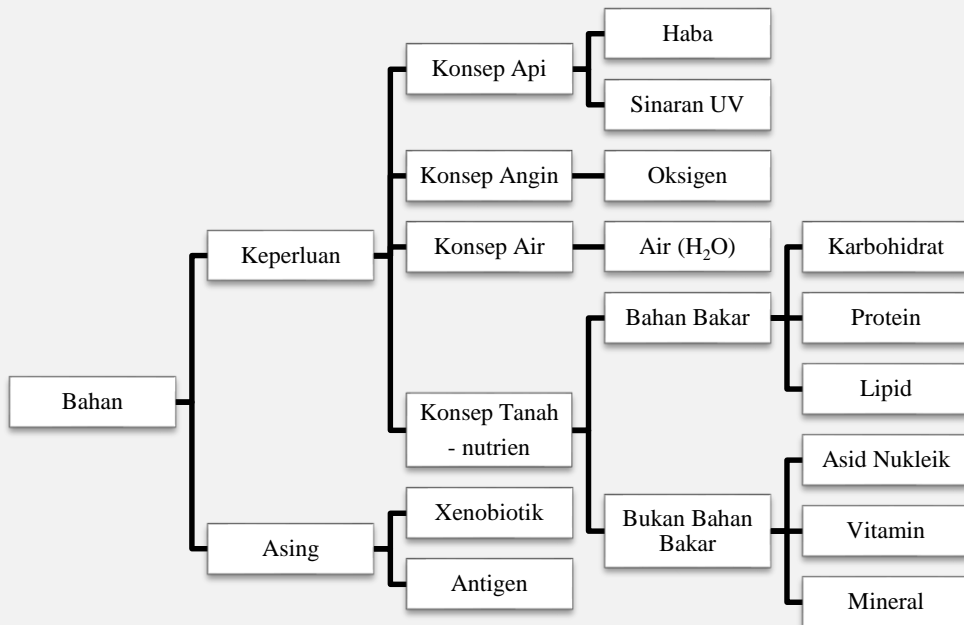 Haba
Konsep Api
Sinaran UV
Konsep Angin
Oksigen
Keperluan
Konsep Air
Air (H₂O)
Karbohidrat
Bahan Bakar
Protein
Lipid
Bahan
Konsep Tanah
- nutrien
Asid Nukleik
Xenobiotik
Bukan Bahan
Bakar
Vitamin
Asing
Antigen
Mineral